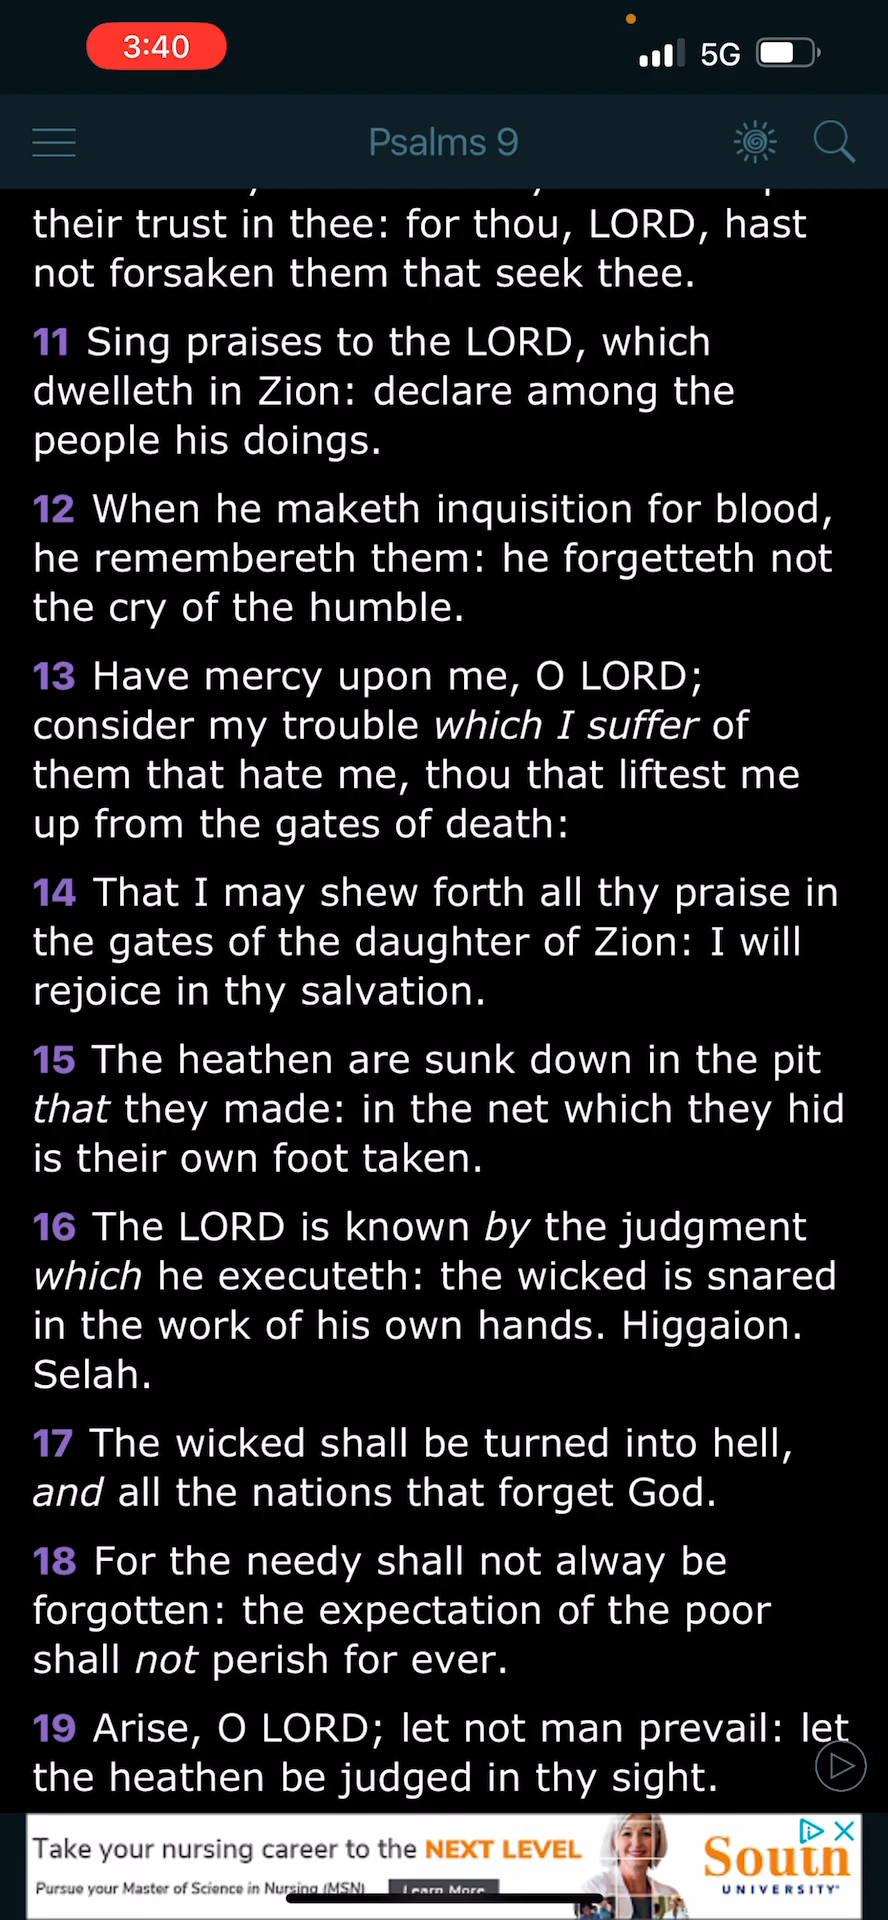 3:40
5G
Psalms 9
their trust in thee: for thou, LORD, hast
not forsaken them that seek thee.
11 Sing praises to the LORD, which
dwelleth in Zion: declare among the
people his doings.
12 When he maketh inquisition for blood,
he remembereth them: he forgetteth not
the cry of the humble.
13 Have mercy upon me, O LORD;
consider my trouble which I suffer of
them that hate me, thou that liftest me
up from the gates of death:
14 That I may shew forth all thy praise in
the gates of the daughter of Zion: I will
rejoice in thy salvation.
15 The heathen are sunk down in the pit
that they made: in the net which they hid
is their own foot taken.
16 The LORD is known by the judgment
which he executeth: the wicked is snared
in the work of his own hands. Higgaion.
Selah.
17 The wicked shall be turned into hell,
and all the nations that forget God.
18 For the needy shall not alway be
forgotten: the expectation of the poor
shall not perish for ever.
19 Arise, O LORD; let not man prevail: let
the heathen be judged in thy sight.
Take your nursing career to the NEXT LEVEL
Pursue your Master of Science in Nursing (MSN)
Learn More
South
UNIVERSITY